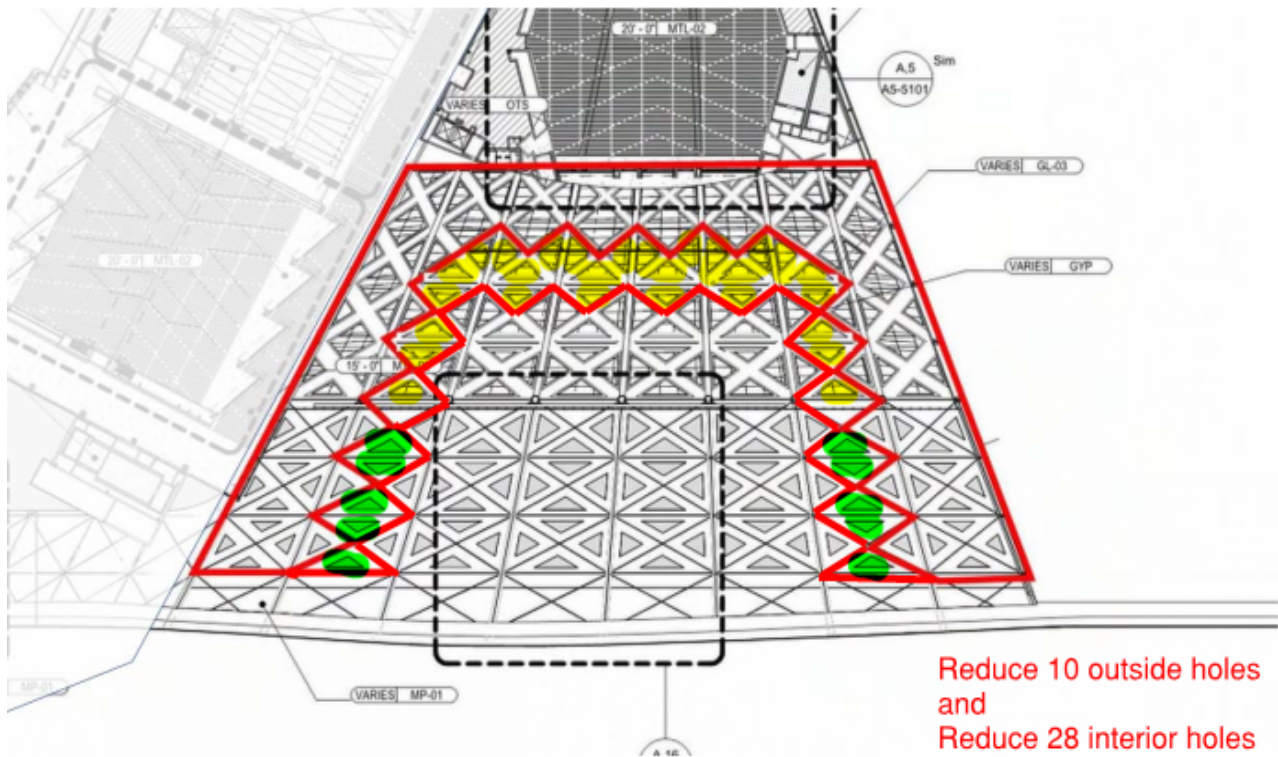 20' - 0" MTL-02
A.5 Sim
A5-5101
VARIES OTS
VARIES GL-03
20' - 0" MTL-02
VARIES GYP
15' - 0" M
MP-01
VARIES MP-01
Reduce 10 outside holes
and
Reduce 28 interior holes
A.16